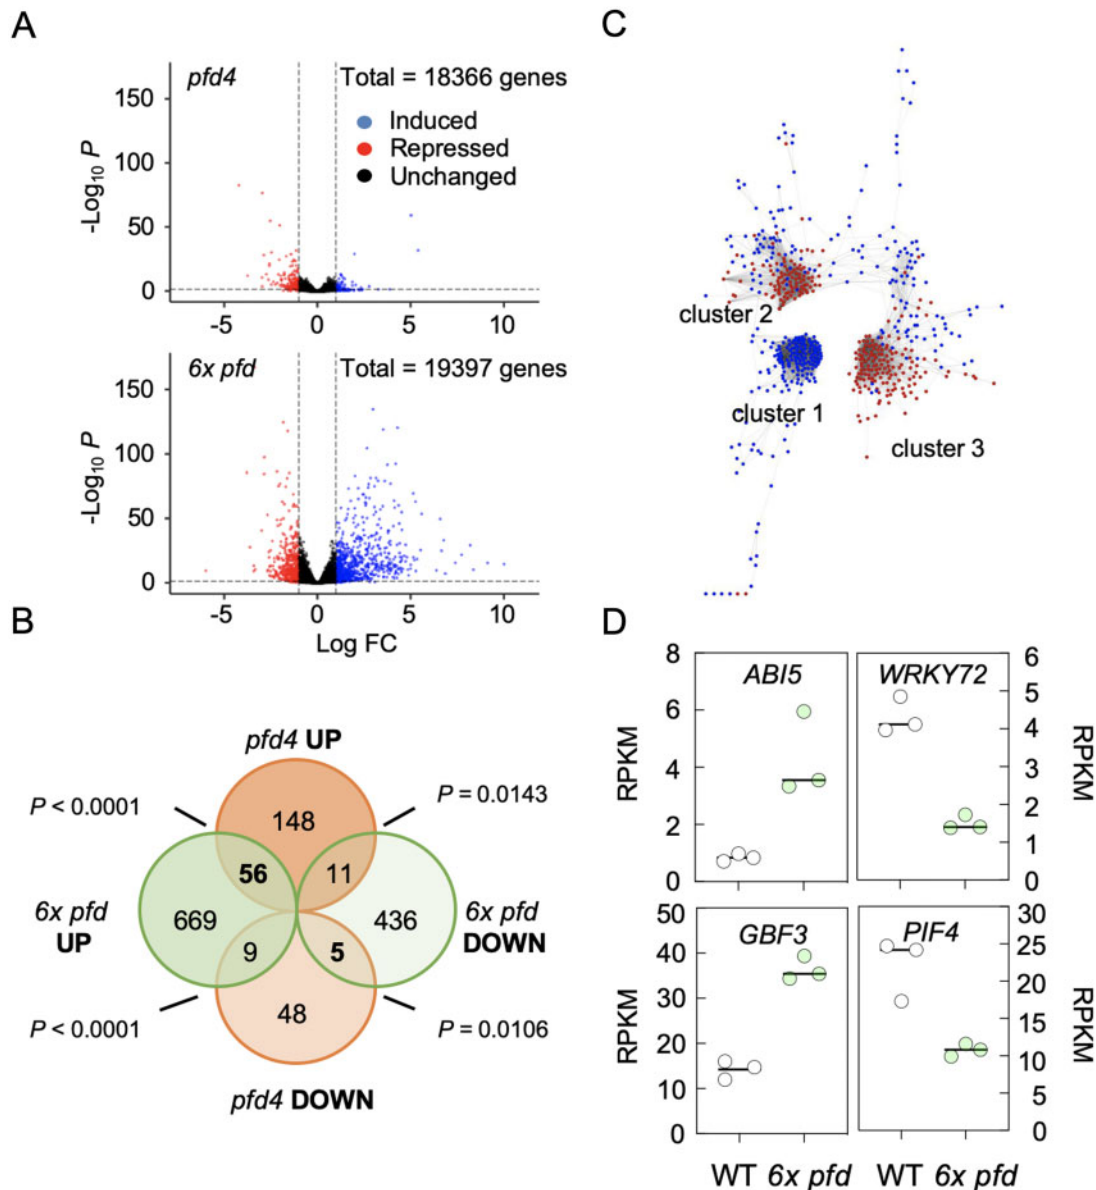 A
pfd4
Total = 18366 genes
Induced
Repressed
Unchanged
-Log10 P
150
100
50
0
-5
0
5
10
6x pfd
Total = 19397 genes
-Log10 P
150
100
50
0
-5
0
5
10
Log FC
B
pfd4 UP
P < 0.0001
P = 0.0143
148
56
11
6x pfd
UP
669
436
6x pfd
DOWN
9
5
P < 0.0001
48
P = 0.0106
pfd4 DOWN
C
cluster 2
cluster 1
cluster 3
D
RPKM
8
6
4
2
0
ABI5
WRKY72
6
5
4
3
2
1
0
RPKM
RPKM
50
40
30
20
10
0
GBF3
PIF4
30
25
20
15
10
5
0
RPKM
WT 6x pfd WT 6x pfd